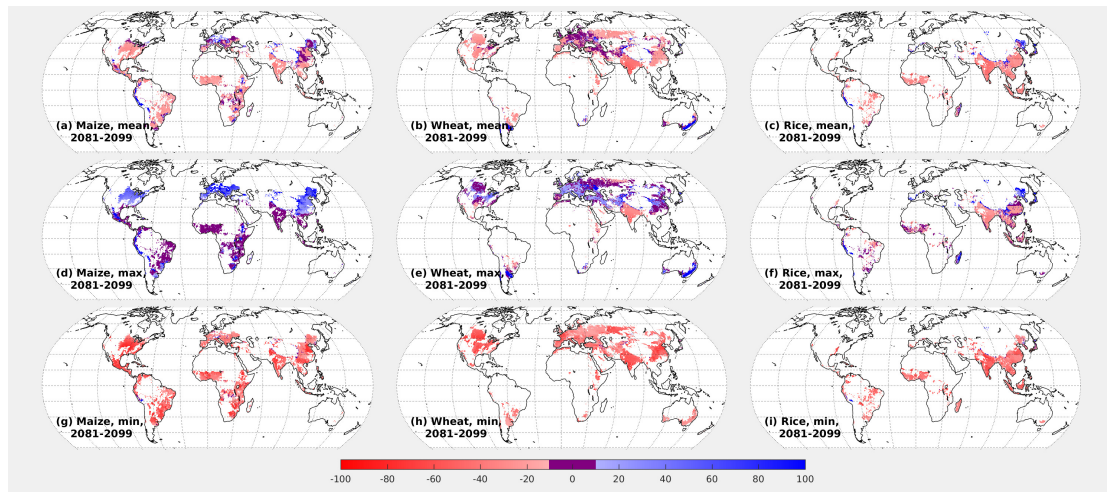 (a) Maize, mean,
2081-2099
(b) Wheat, mean,
2081-2099
(c) Rice, mean,
2081-2099
(d) Maize, max,
2081-2099
(e) Wheat, max,
2081-2099
(f) Rice, max,
2081-2099
(g) Maize, min,
2081-2099
(h) Wheat, min,
2081-2099
(i) Rice, min,
2081-2099
-100 -80 -60 -40 -20 0 20 40 60 80 100